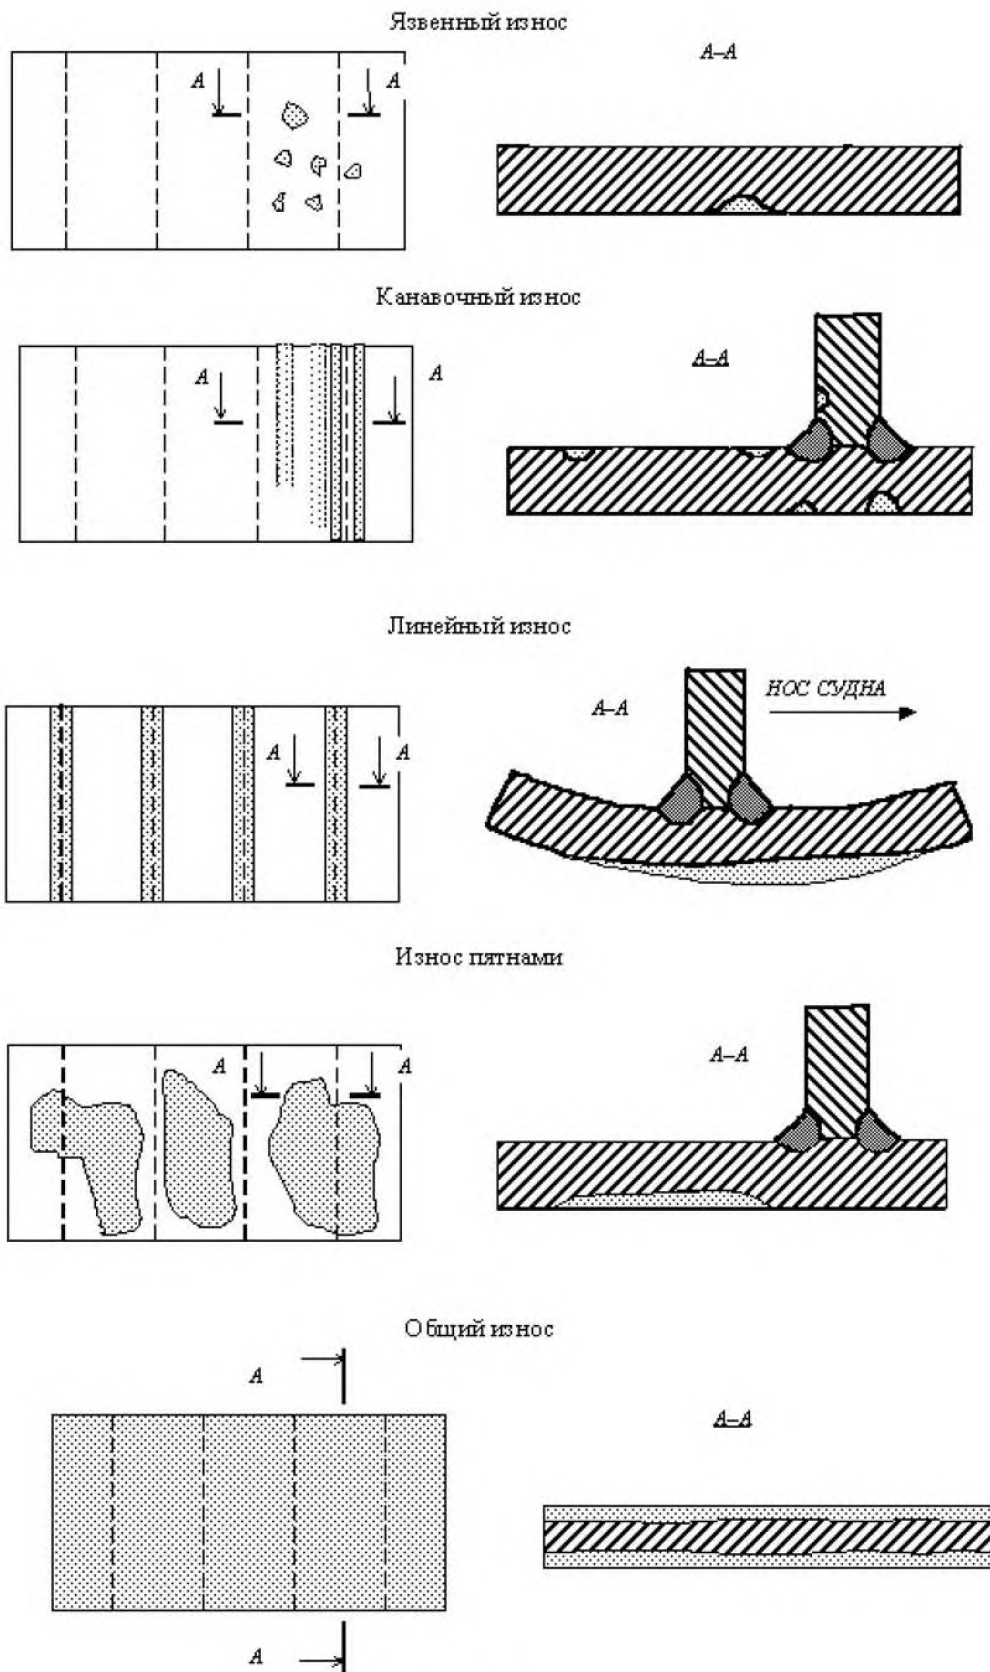 Язвенный износ
А–А
А
А
Канавочный износ
А–А
А
А
Линейный износ
А–А
НОС СУДНА
А
А
Износ пятнами
А–А
А
А
Общий износ
А
А–А
А